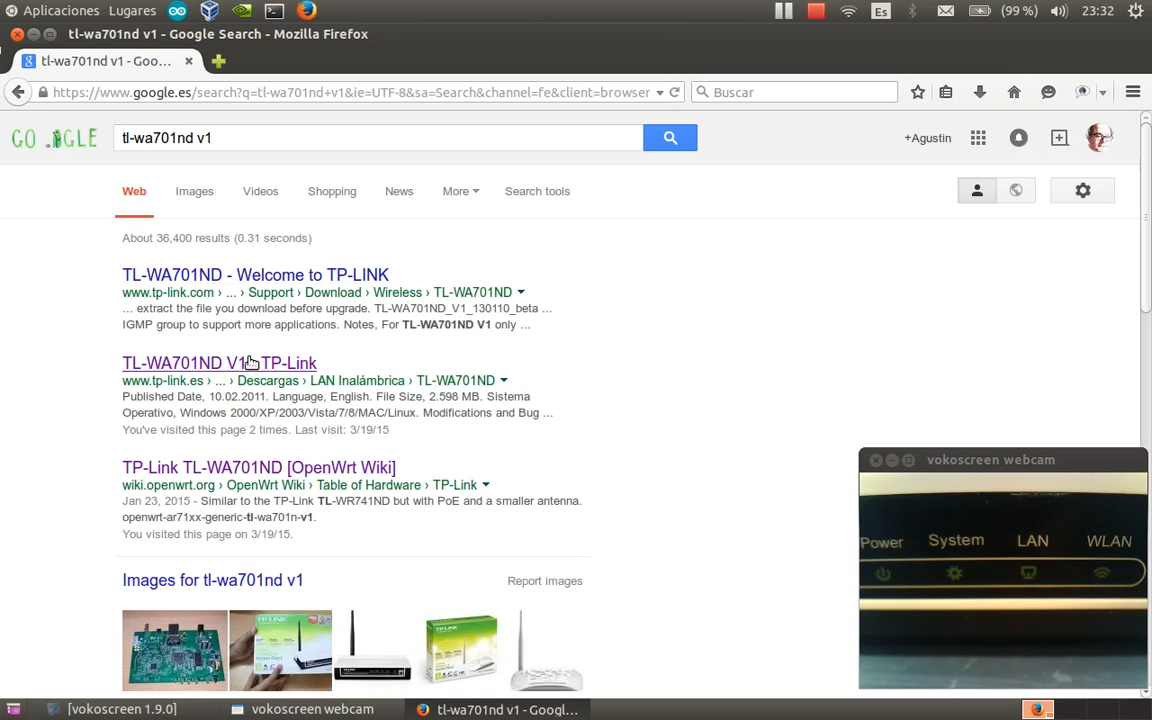 Aplicaciones Lugares Es (99 %) 23:32
tl-wa701nd v1 - Google Search - Mozilla Firefox
tl-wa701nd v1 - Goo...
https://www.google.es/search?q=tl-wa701nd+v1&ie=UTF-8&sa=Search&channel=fe&client=browser Buscar
tl-wa701nd v1 +Agustin
Web Images Videos Shopping News More Search tools
About 36,400 results (0.31 seconds)
TL-WA701ND - Welcome to TP-LINK
www.tp-link.com › ... › Support › Download › Wireless › TL-WA701ND
... extract the file you download before upgrade. TL-WA701ND_V1_130110_beta ...
IGMP group to support more applications. Notes, For TL-WA701ND V1 only ...
TL-WA701ND V1 TP-Link
www.tp-link.es › ... › Descargas › LAN Inalámbrica › TL-WA701ND
Published Date, 10.02.2011. Language, English. File Size, 2.598 MB. Sistema
Operativo, Windows 2000/XP/2003/Vista/7/8/MAC/Linux. Modifications and Bug ...
You've visited this page 2 times. Last visit: 3/19/15
TP-Link TL-WA701ND [OpenWrt Wiki]
wiki.openwrt.org › OpenWrt Wiki › Table of Hardware › TP-Link
Jan 23, 2015 - Similar to the TP-Link TL-WR741ND but with PoE and a smaller antenna.
openwrt-ar71xx-generic-tl-wa701n-v1.
You visited this page on 3/19/15.
Images for tl-wa701nd v1 Report images
vokoscreen webcam
Power System LAN WLAN
[vokoscreen 1.9.0] vokoscreen webcam tl-wa701nd v1 - Googl...